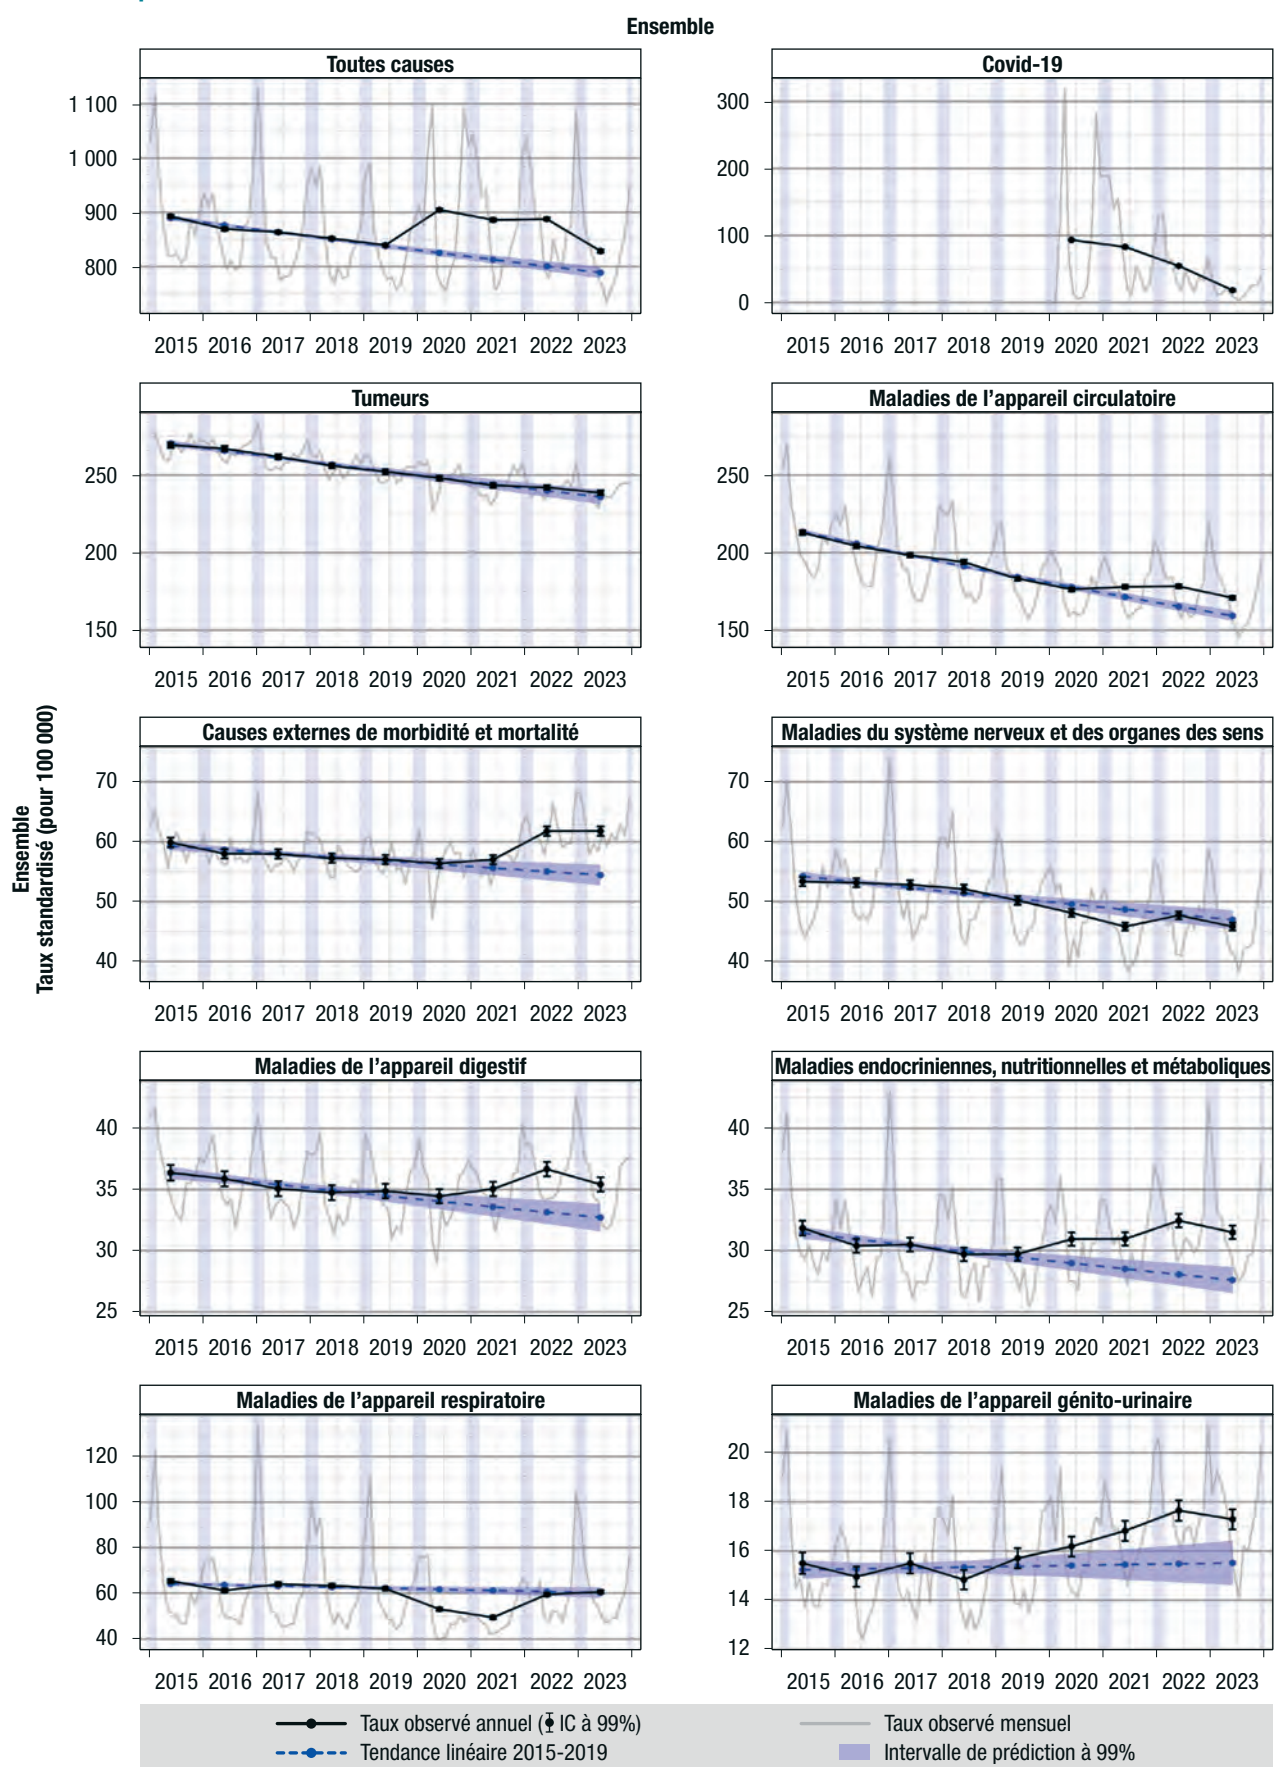 Ensemble
Toutes causes
Covid-19
1 100
1 000
900
800
300
200
100
0
2015 2016 2017 2018 2019 2020 2021 2022 2023
2015 2016 2017 2018 2019 2020 2021 2022 2023
Tumeurs
Maladies de l'appareil circulatoire
250
200
150
250
200
150
2015 2016 2017 2018 2019 2020 2021 2022 2023
2015 2016 2017 2018 2019 2020 2021 2022 2023
Ensemble
Taux standardisé (pour 100 000)
Causes externes de morbidité et mortalité
Maladies du système nerveux et des organes des sens
70
60
50
40
70
60
50
40
2015 2016 2017 2018 2019 2020 2021 2022 2023
2015 2016 2017 2018 2019 2020 2021 2022 2023
Maladies de l'appareil digestif
Maladies endocriniennes, nutritionnelles et métaboliques
40
35
30
25
40
35
30
25
2015 2016 2017 2018 2019 2020 2021 2022 2023
2015 2016 2017 2018 2019 2020 2021 2022 2023
Maladies de l'appareil respiratoire
Maladies de l'appareil génito-urinaire
120
100
80
60
40
20
18
16
14
12
2015 2016 2017 2018 2019 2020 2021 2022 2023
2015 2016 2017 2018 2019 2020 2021 2022 2023
Taux observé annuel (IC à 99%)
Taux observé mensuel
Tendance linéaire 2015-2019
Intervalle de prédiction à 99%